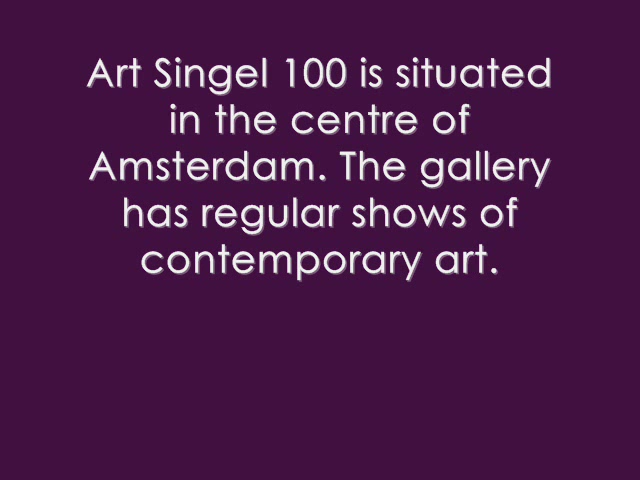 Art Singel 100 is situated
in the centre of
Amsterdam. The gallery
has regular shows of
contemporary art.